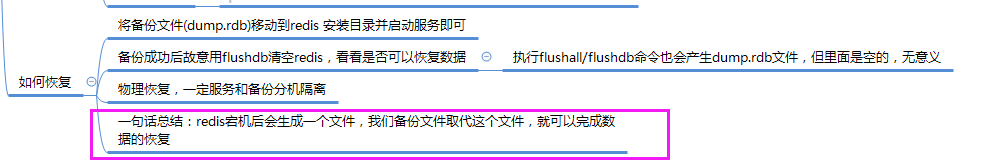 将备份文件(dump.rdb)移动到redis 安装目录并启动服务即可
备份成功后故意用flushdb清空redis，看看是否可以恢复数据
执行flushall/flushdb命令也会产生dump.rdb文件，但里面是空的，无意义
如何恢复
物理恢复，一定服务和备份分机隔离
一句话总结：redis宕机后会生成一个文件，我们备份文件取代这个文件，就可以完成数
据的恢复